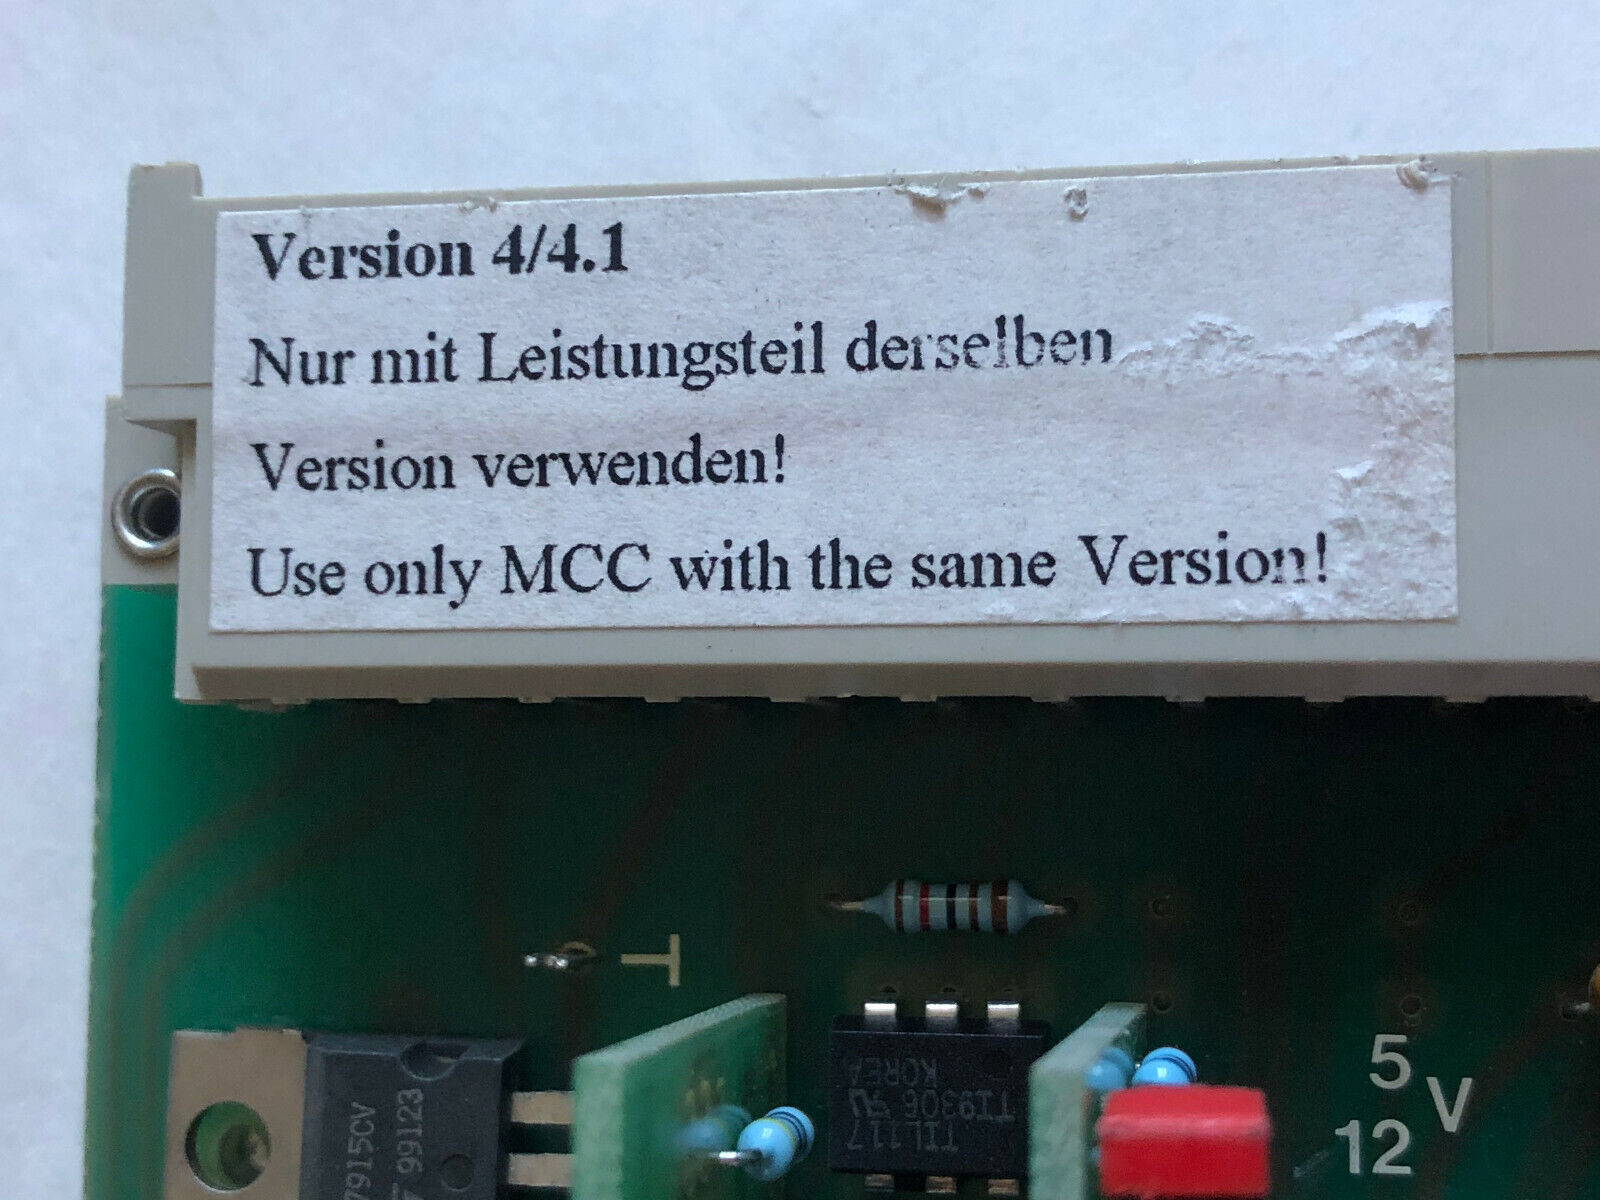 Version 4/4.1
Nur mit Leistungsteil derselben
Version verwenden!
Use only MCC with the same Version!
T
7915CV
99123
TIL117
TI9306
KOREA
5
V
12